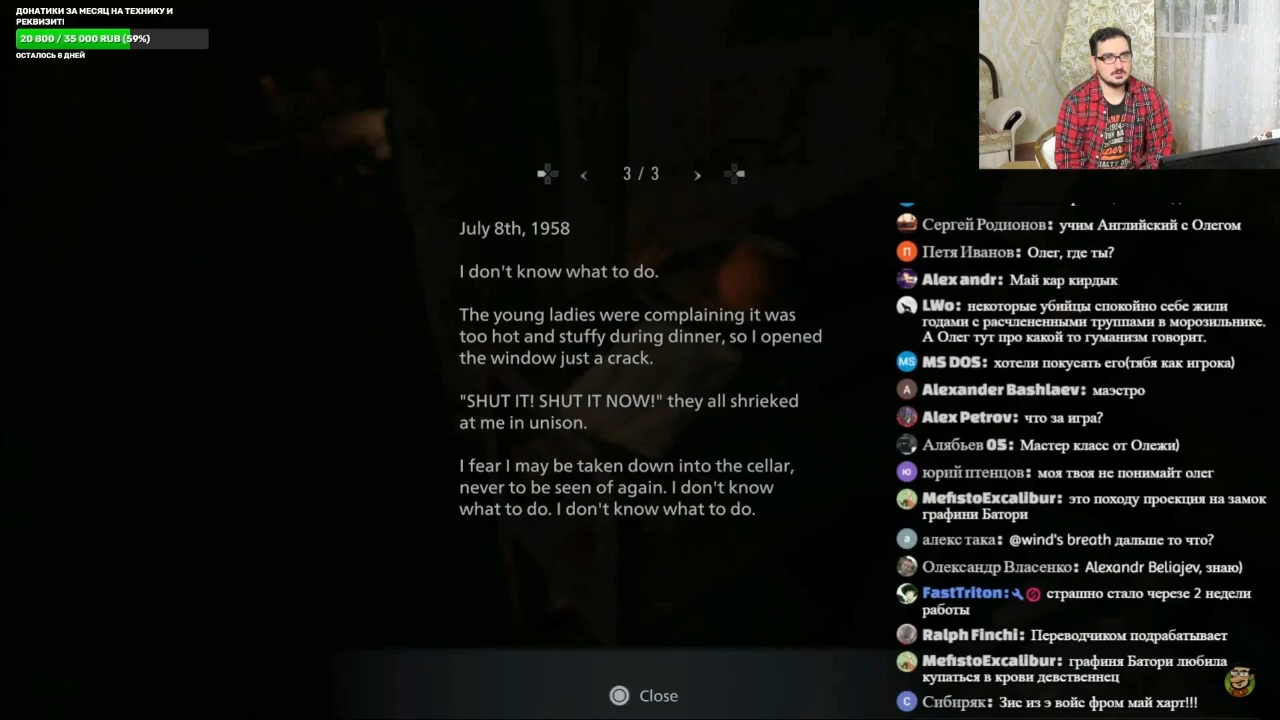 ДОНАТИКИ ЗА МЕСЯЦ НА ТЕХНИКУ И
РЕКВИЗИТ!
20 800 / 35 000 RUB (59%)
ОСТАЛОСЬ 8 ДНЕЙ
3 / 3
July 8th, 1958
I don't know what to do.
The young ladies were complaining it was
too hot and stuffy during dinner, so I opened
the window just a crack.
"SHUT IT! SHUT IT NOW!" they all shrieked
at me in unison.
I fear I may be taken down into the cellar,
never to be seen of again. I don't know
what to do. I don't know what to do.
Close
Сергей Родионов: учим Английский с Олегом
Петя Иванов: Олег, где ты?
Alex andr: Май кар кирдык
LWo: некоторые убийцы спокойно себе жили
годами с расчлененными труппами в морозильнике.
А Олег тут про какой то гуманизм говорит.
MS DOS: хотели покусать его(тябя как игрока)
Alexander Bashlaev: маэстро
Alex Petrov: что за игра?
Алябьев 05: Мастер класс от Олежи)
юрий птенцов: моя твоя не понимайт олег
MefistoExcalibur: это походу проекция на замок
графини Батори
алекс така: @wind's breath дальше то что?
Олександр Власенко: Alexandr Beliajev, знаю)
FastTriton: страшно стало черезе 2 недели
работы
Ralph Finchi: Переводчиком подрабатывает
MefistoExcalibur: графиня Батори любила
купаться в крови девственнец
Сибиряк: Зис из э войс фром май харт!!!